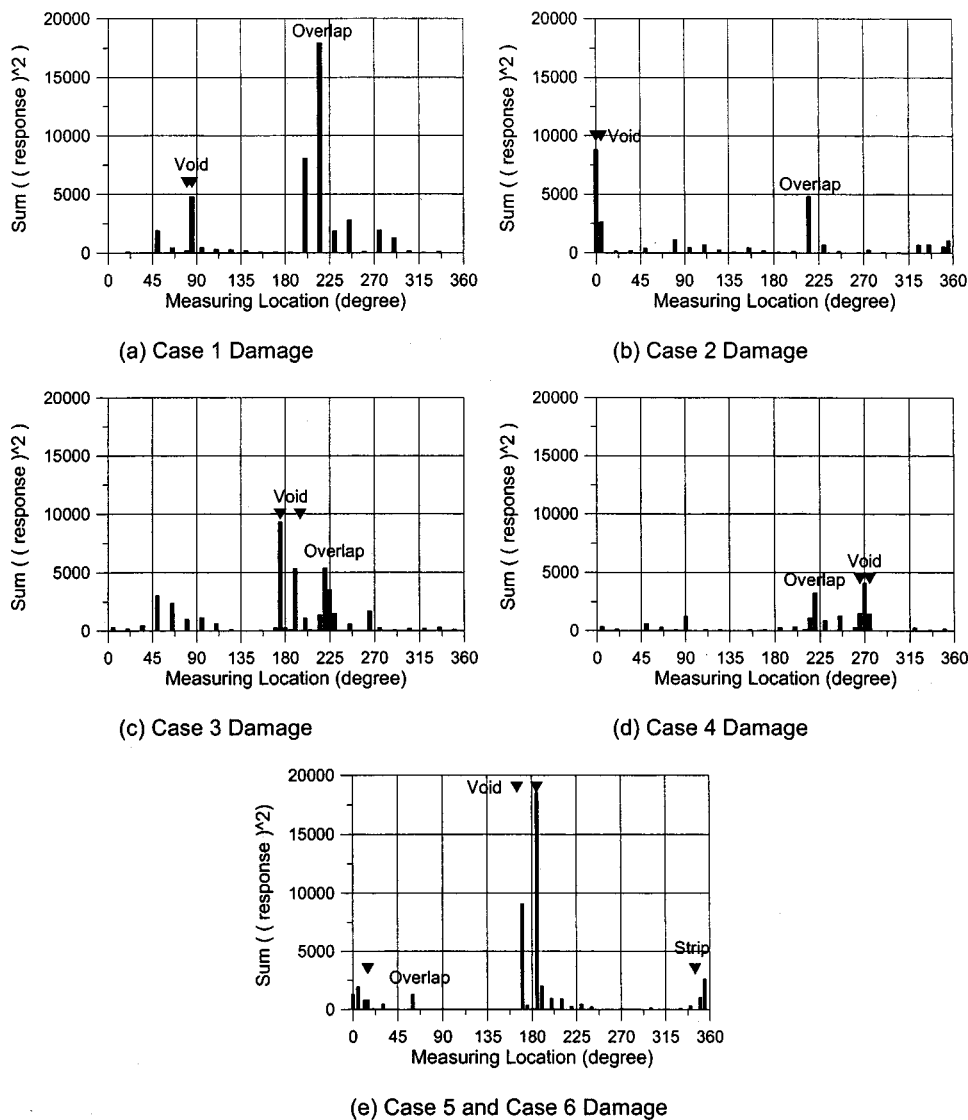 20000
15000
10000
5000
0
Sum ( ( response )^2 )
Overlap
Void
0 45 90 135 180 225 270 315 360
Measuring Location (degree)
(a) Case 1 Damage
20000
15000
10000
5000
0
Sum ( ( response )^2 )
Void
Overlap
0 45 90 135 180 225 270 315 360
Measuring Location (degree)
(b) Case 2 Damage
20000
15000
10000
5000
0
Sum ( ( response )^2 )
Void
Overlap
0 45 90 135 180 225 270 315 360
Measuring Location (degree)
(c) Case 3 Damage
20000
15000
10000
5000
0
Sum ( ( response )^2 )
Void
Overlap
0 45 90 135 180 225 270 315 360
Measuring Location (degree)
(d) Case 4 Damage
20000
15000
10000
5000
0
Sum ( ( response )^2)
Void
Strip
Overlap
0 45 90 135 180 225 270 315 360
Measuring Location (degree)
(e) Case 5 and Case 6 Damage